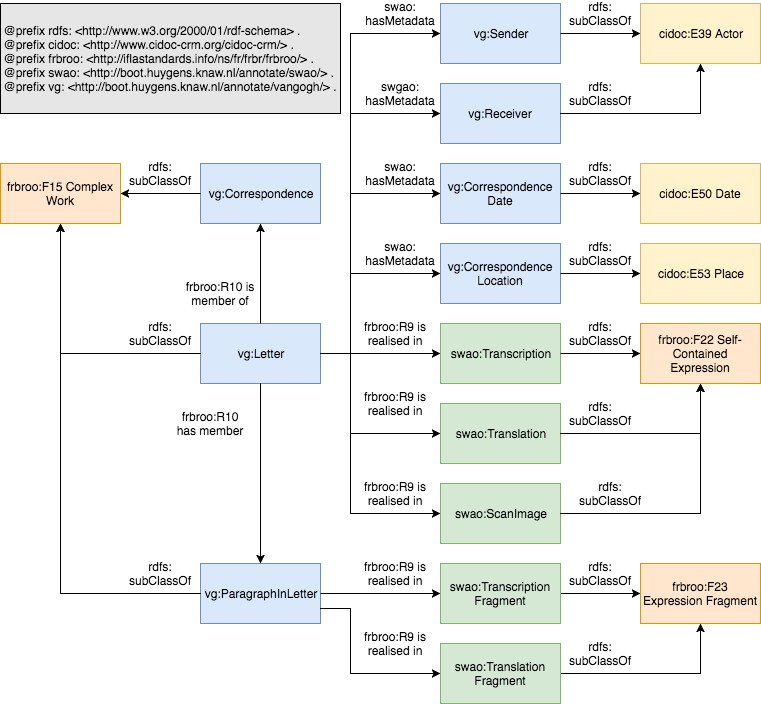 @prefix rdfs: <http://www.w3.org/2000/01/rdf-schema> .
@prefix cidoc: <http://www.cidoc-crm.org/cidoc-crm/> .
@prefix frbroo: <http://iflastandards.info/ns/fr/frbr/frbroo/> .
@prefix swao: <http://boot.huygens.knaw.nl/annotate/swao/> .
@prefix vg: <http://boot.huygens.knaw.nl/annotate/vangogh/> .
swao:
hasMetadata
vg:Sender
rdfs:
subClassOf
cidoc:E39 Actor
swgao:
hasMetadata
vg:Receiver
rdfs:
subClassOf
frbroo:F15 Complex
Work
rdfs:
subClassOf
vg:Correspondence
swao:
hasMetadata
vg:Correspondence
Date
rdfs:
subClassOf
cidoc:E50 Date
swao:
hasMetadata
vg:Correspondence
Location
rdfs:
subClassOf
cidoc:E53 Place
frbroo:R10 is
member of
rdfs:
subClassOf
vg:Letter
frbroo:R9 is
realised in
swao:Transcription
rdfs:
subClassOf
frbroo:F22 Self-
Contained
Expression
frbroo:R10
has member
frbroo:R9 is
realised in
swao:Translation
rdfs:
subClassOf
frbroo:R9 is
realised in
swao:ScanImage
rdfs:
subClassOf
rdfs:
subClassOf
vg:ParagraphInLetter
frbroo:R9 is
realised in
swao:Transcription
Fragment
rdfs:
subClassOf
frbroo:F23
Expression Fragment
frbroo:R9 is
realised in
swao:Translation
Fragment
rdfs:
subClassOf